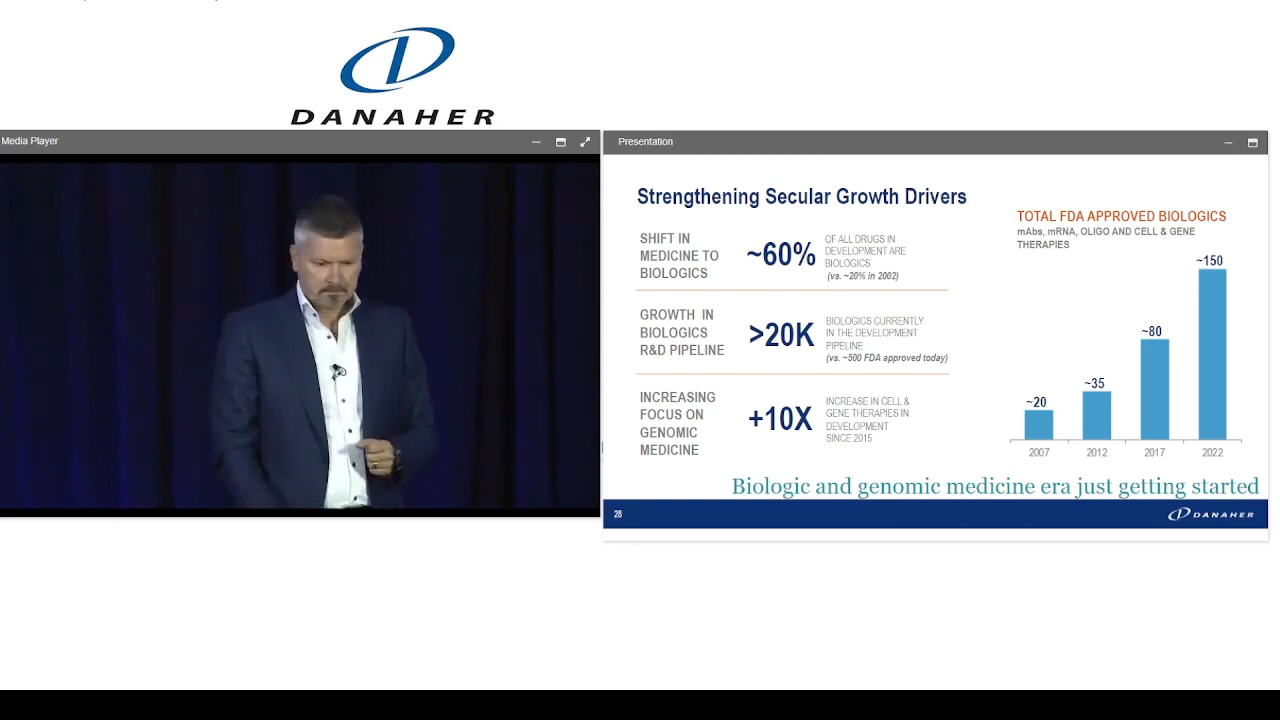 DANAHER
Media Player
Presentation
Strengthening Secular Growth Drivers
SHIFT IN
MEDICINE TO
BIOLOGICS
~60%
OF ALL DRUGS IN
DEVELOPMENT ARE
BIOLOGICS
(vs. ~20% in 2002)
GROWTH IN
BIOLOGICS
R&D PIPELINE
>20K
BIOLOGICS CURRENTLY
IN THE DEVELOPMENT
PIPELINE
(vs. ~500 FDA approved today)
INCREASING
FOCUS ON
GENOMIC
MEDICINE
+10X
INCREASE IN CELL &
GENE THERAPIES IN
DEVELOPMENT
SINCE 2015
TOTAL FDA APPROVED BIOLOGICS
mAbs, mRNA, OLIGO AND CELL & GENE
THERAPIES
~20
~35
~80
~150
2007
2012
2017
2022
Biologic and genomic medicine era just getting started
28
DANAHER